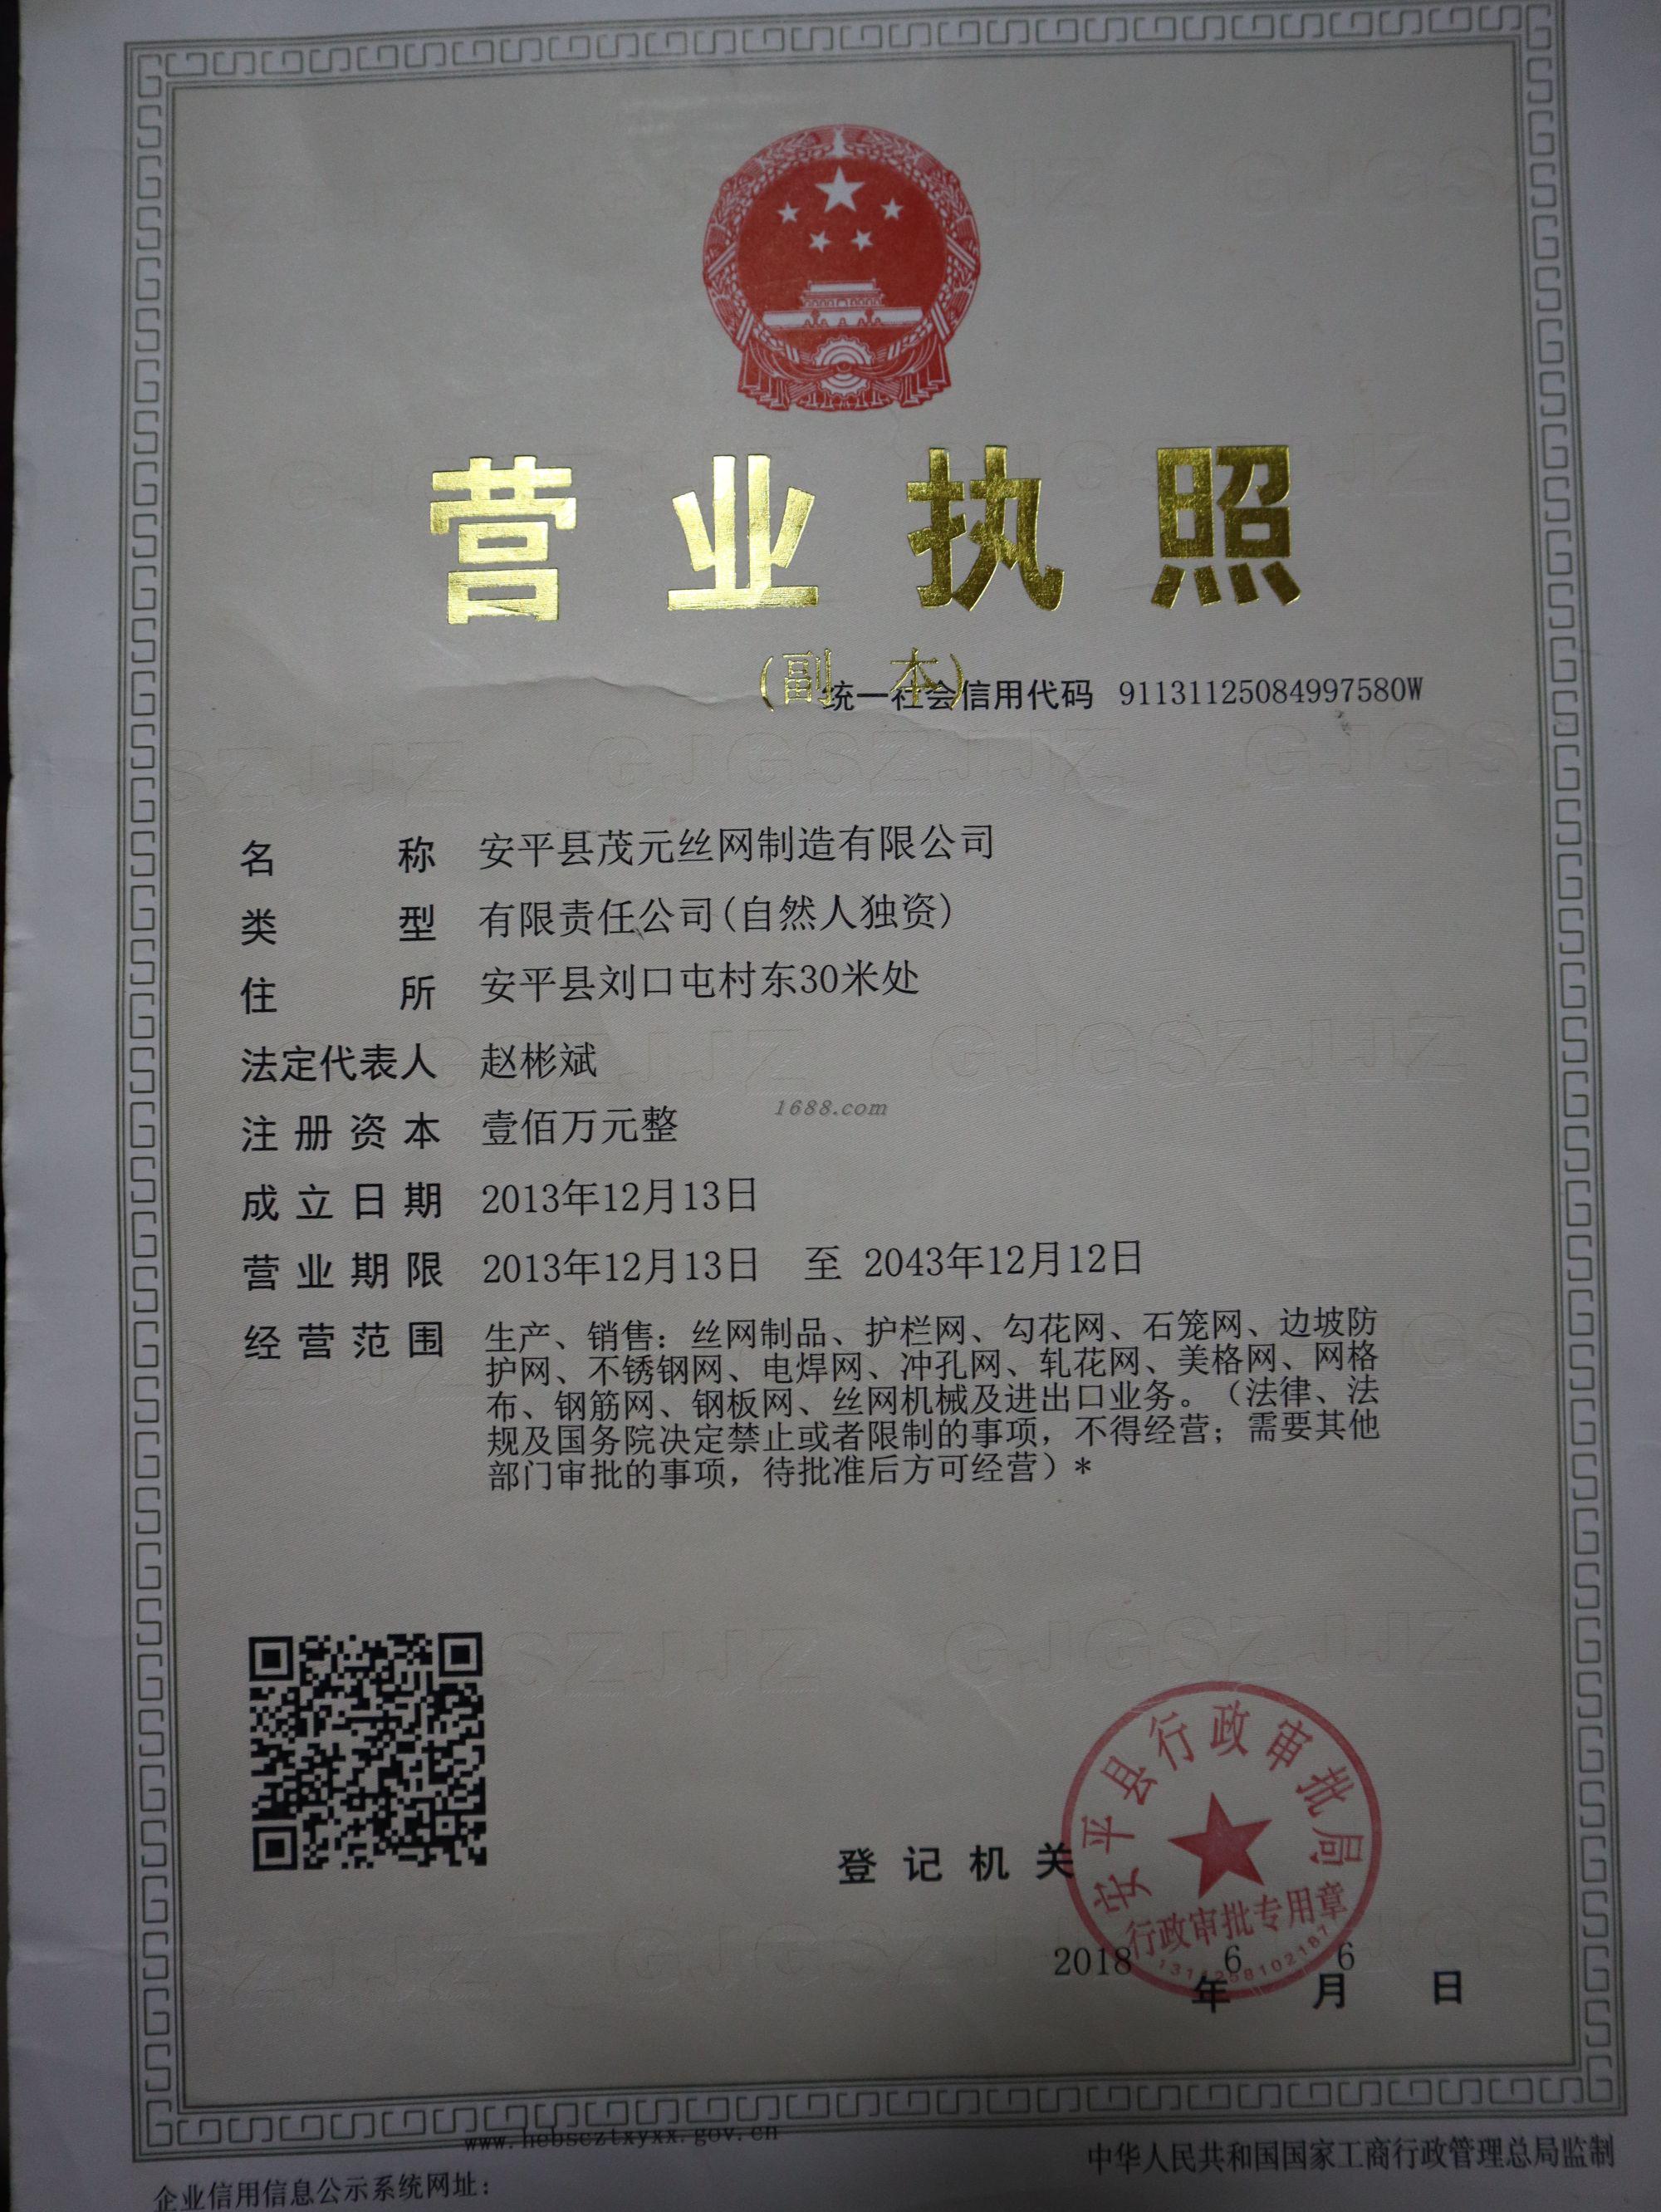 营业执照
(副 本)
统一社会信用代码 91131125084997580W
名 称 安平县茂元丝网制造有限公司
类 型 有限责任公司(自然人独资)
住 所 安平县刘口屯村东30米处
法定代表人 赵彬斌
1688.com
注册资本 壹佰万元整
成立日期 2013年12月13日
营业期限 2013年12月13日 至 2043年12月12日
经营范围 生产、销售：丝网制品、护栏网、勾花网、石笼网、边坡防
护网、不锈钢网、电焊网、冲孔网、轧花网、美格网、网格
布、钢筋网、钢板网、丝网机械及进出口业务。（法律、法
规及国务院决定禁止或者限制的事项，不得经营；需要其他
部门审批的事项，待批准后方可经营）*
安平县行政审批局
登记机关
行政审批专用章
2018年6月6日
www.hebscztxyxx.gov.cn
企业信用信息公示系统网址：
中华人民共和国国家工商行政管理总局监制